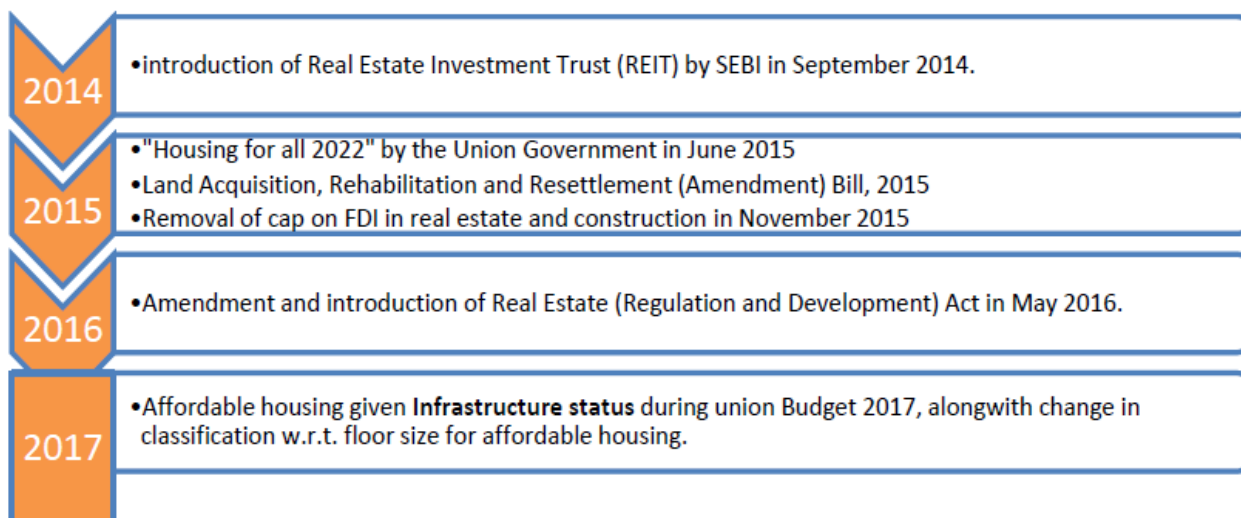 2014
•introduction of Real Estate Investment Trust (REIT) by SEBI in September 2014.
2015
•"Housing for all 2022" by the Union Government in June 2015
•Land Acquisition, Rehabilitation and Resettlement (Amendment) Bill, 2015
•Removal of cap on FDI in real estate and construction in November 2015
2016
•Amendment and introduction of Real Estate (Regulation and Development) Act in May 2016.
2017
•Affordable housing given Infrastructure status during union Budget 2017, alongwith change in
classification w.r.t. floor size for affordable housing.